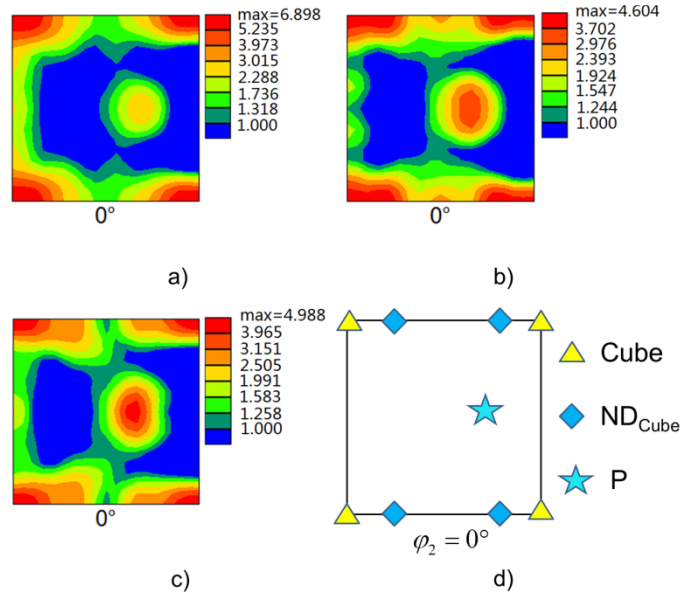 max=6.898
5.235
3.973
3.015
2.288
1.736
1.318
1.000
0°
a)
max=4.604
3.702
2.976
2.393
1.924
1.547
1.244
1.000
0°
b)
max=4.988
3.965
3.151
2.505
1.991
1.583
1.258
1.000
0°
c)
Cube
ND_Cube
P
φ₂ = 0°
d)